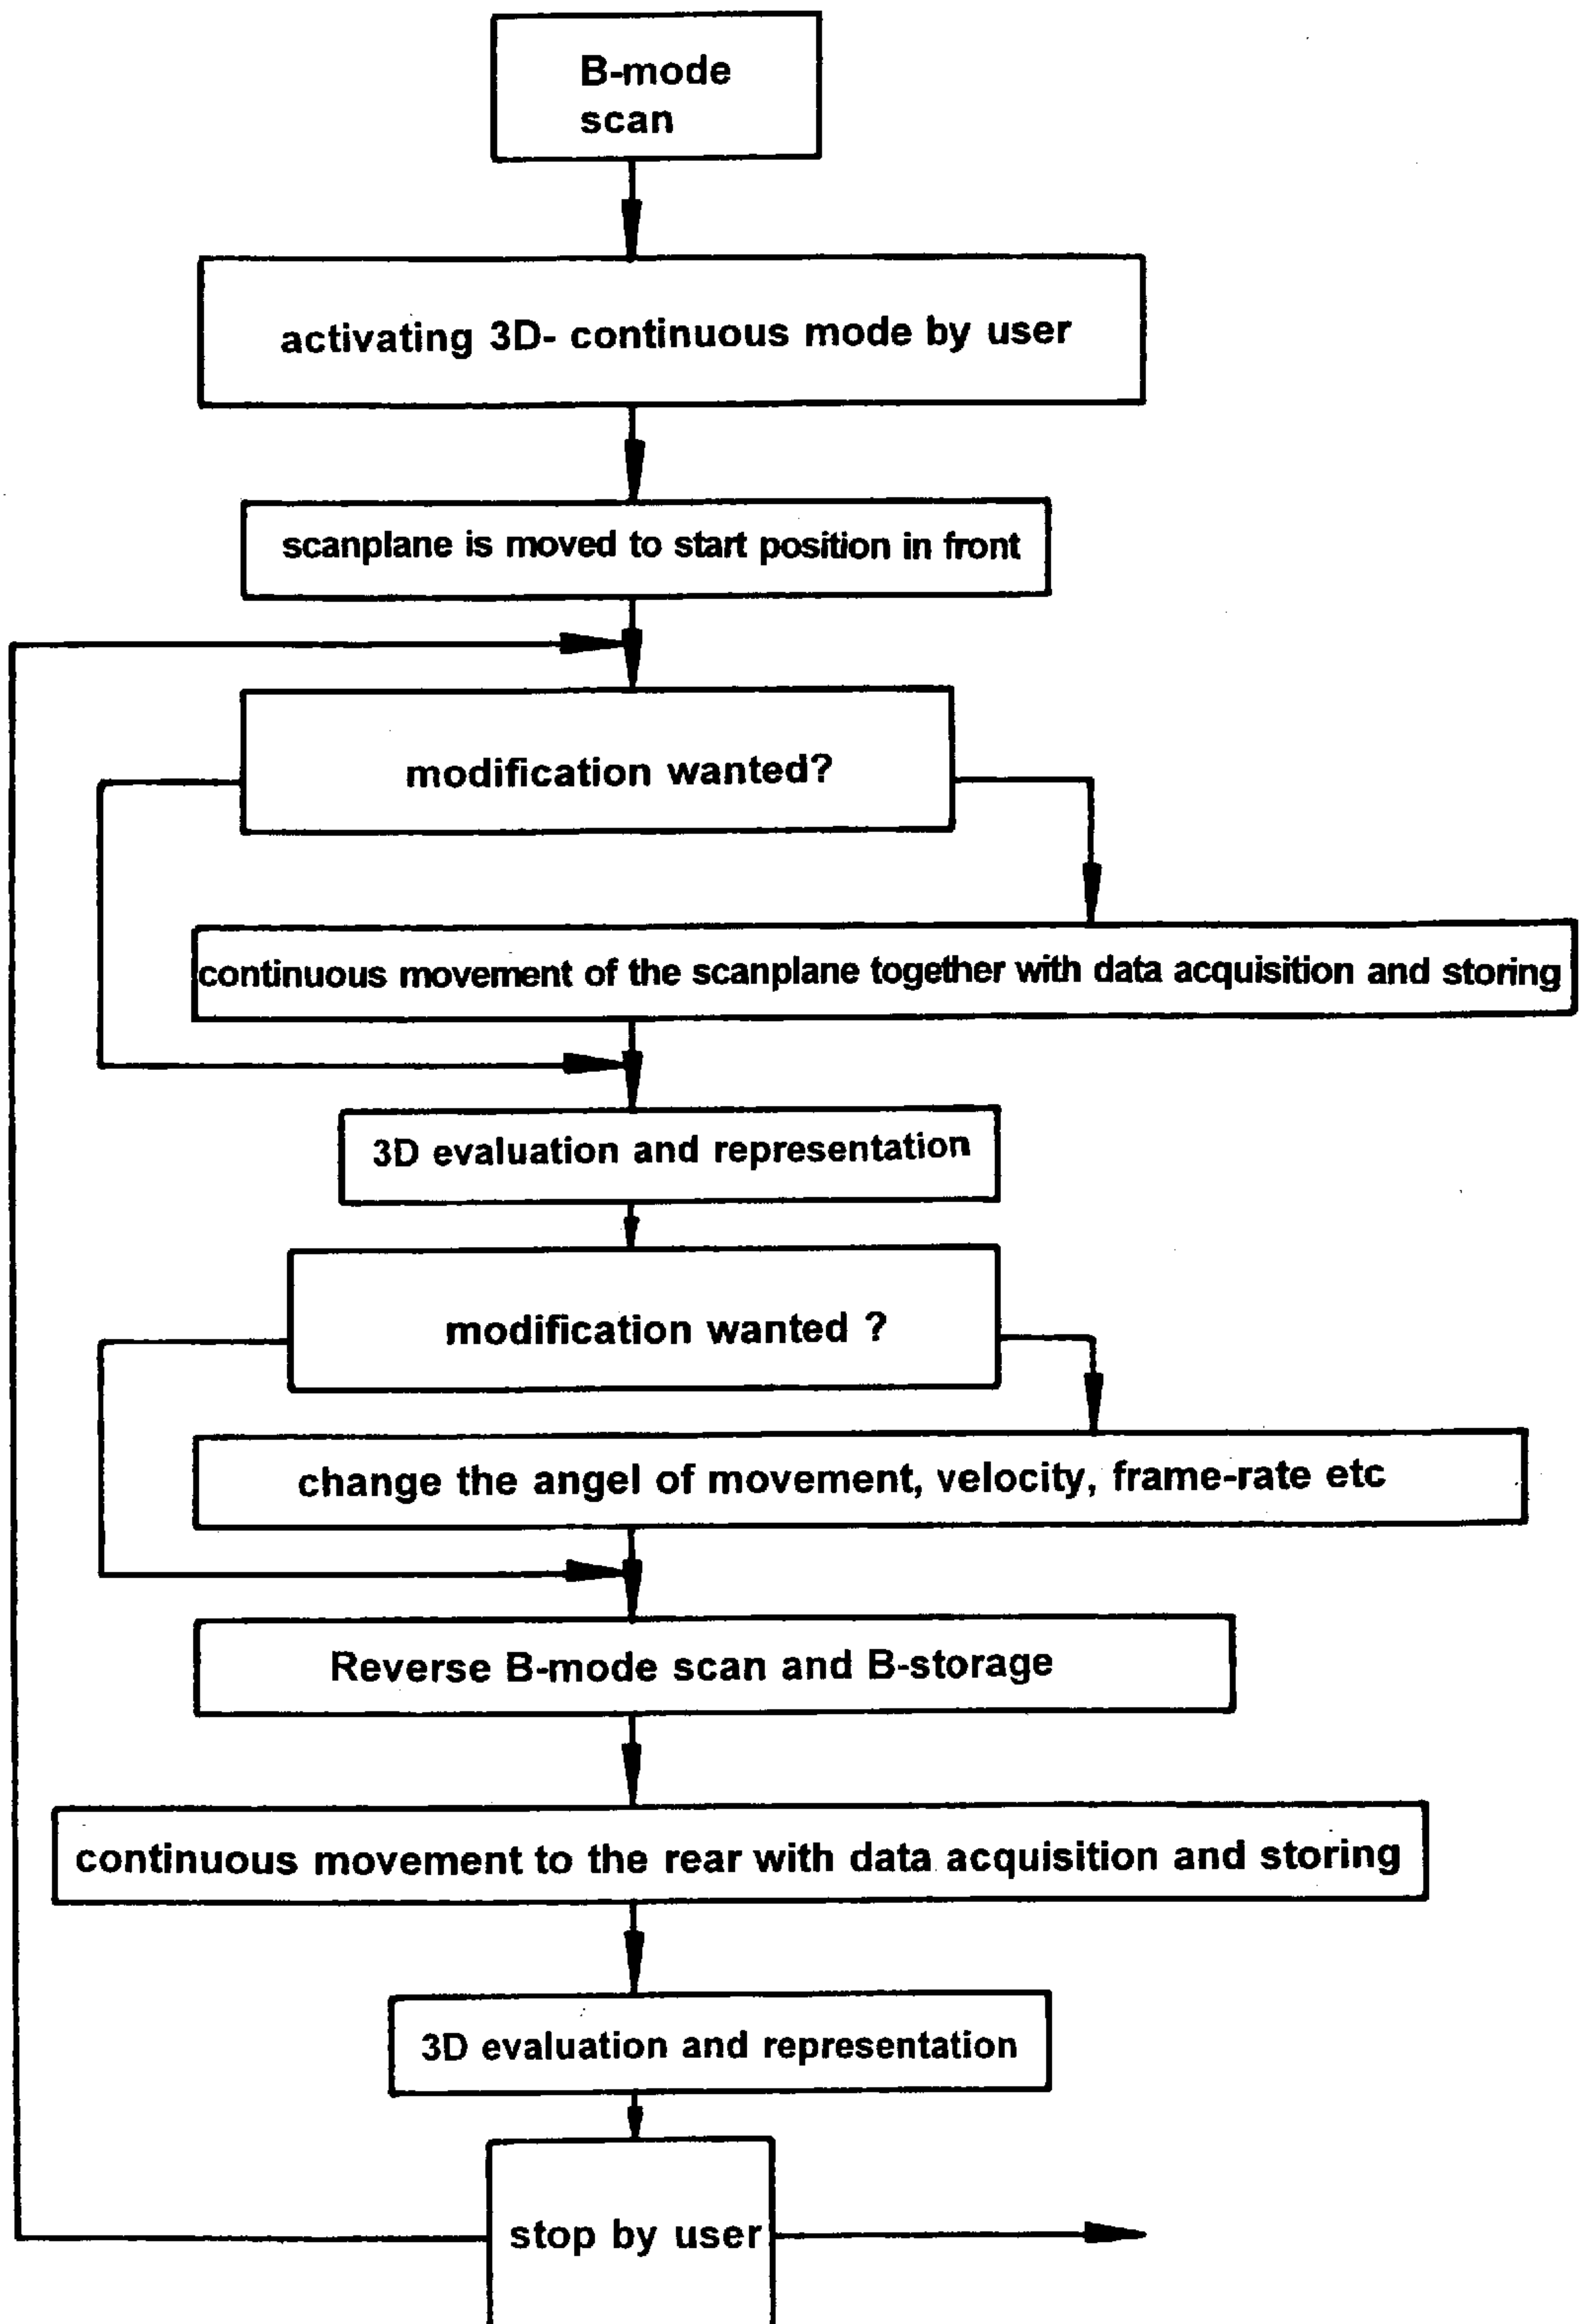 B-mode
scan
activating 3D- continuous mode by user
scanplane is moved to start position in front
modification wanted?
continuous movement of the scanplane together with data acquisition and storing
3D evaluation and representation
modification wanted ?
change the angel of movement, velocity, frame-rate etc
Reverse B-mode scan and B-storage
continuous movement to the rear with data acquisition and storing
3D evaluation and representation
stop by user